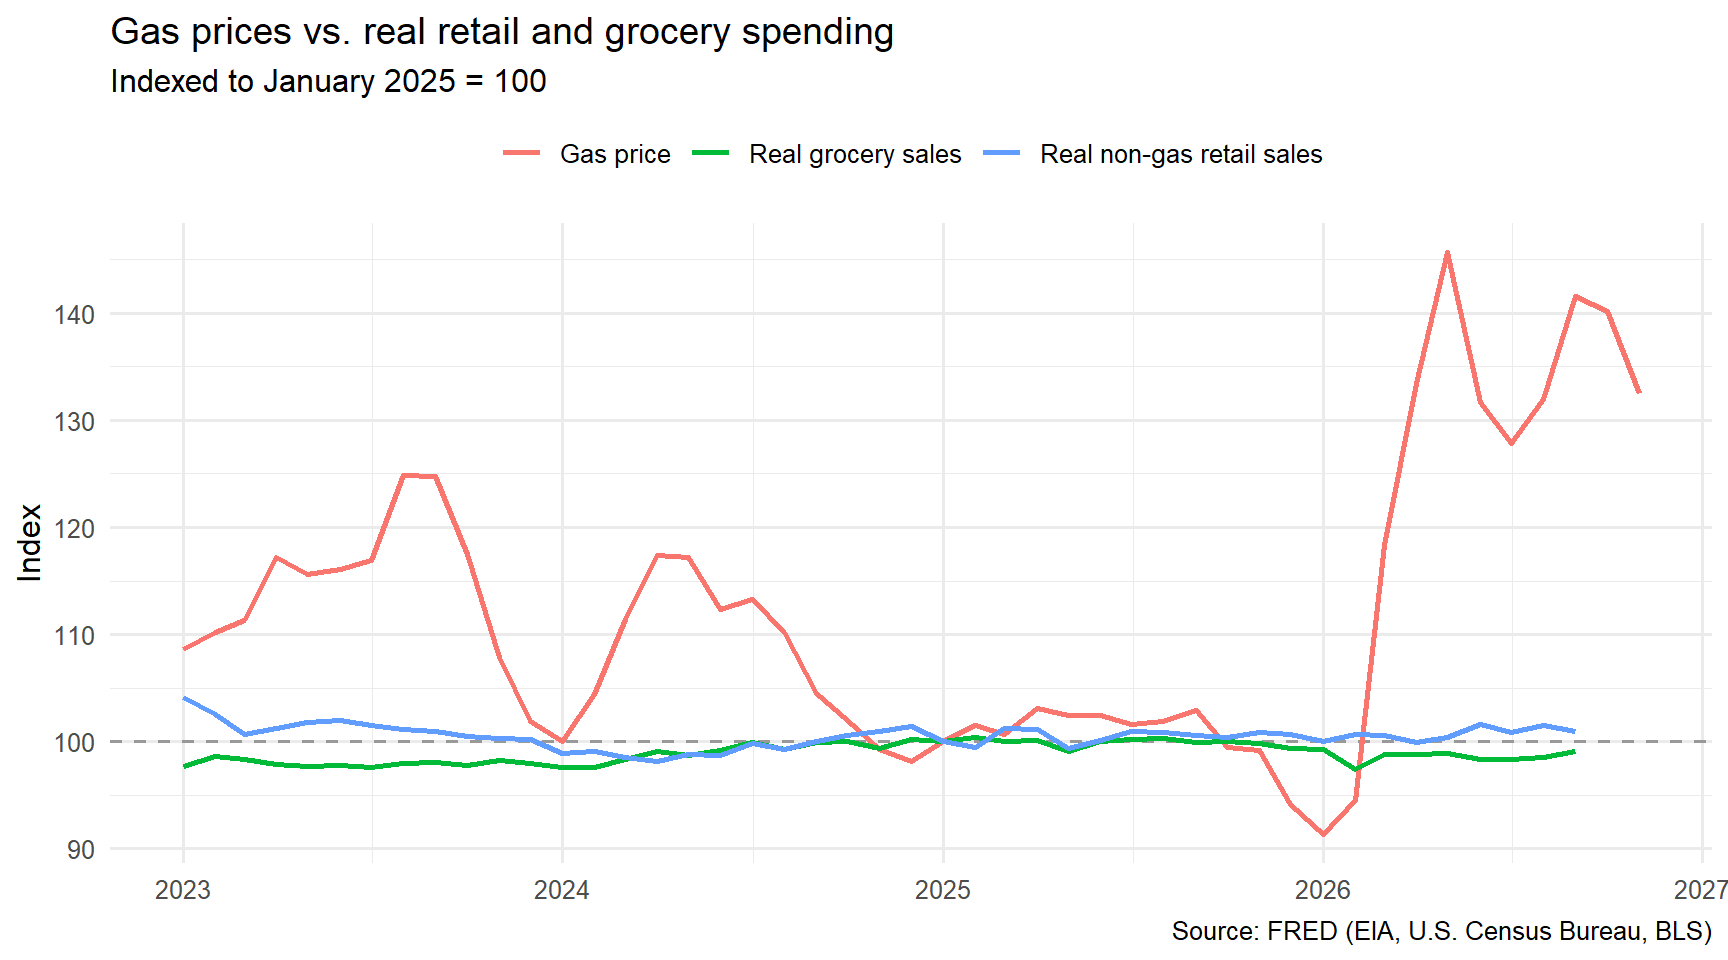 Gas prices vs. real retail and grocery spending
Indexed to January 2025 = 100
Gas price Real grocery sales Real non-gas retail sales
Index
140
130
120
110
100
90
2023 2024 2025 2026 2027
Source: FRED (EIA, U.S. Census Bureau, BLS)